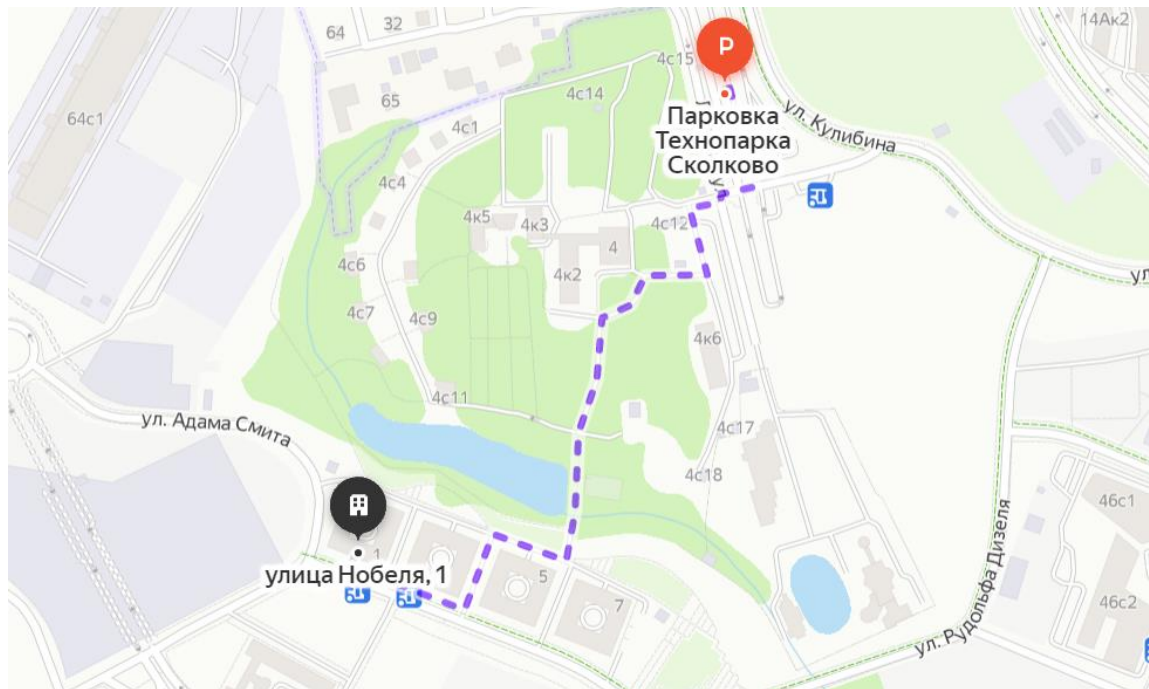 64
32
4с15
P
14Ак2
65
4с14
64с1
4с1
Парковка
Технопарка
Сколково
ул. Кулибина
4с4
4к5
4к3
4с12
4
4с6
4к2
ул
4с7
4с9
4к6
4с11
ул. Адама Смита
4с17
4с18
46с1
1
улица Нобеля, 1
5
7
ул. Рудольфа Дизеля
46с2